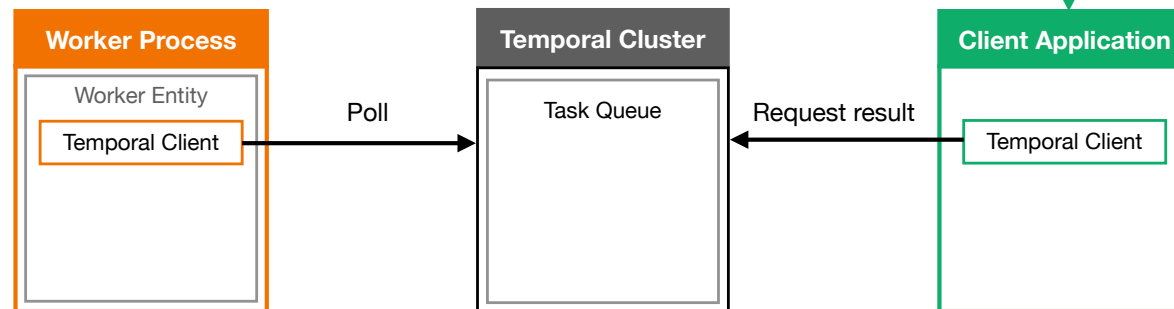 Worker Process
Temporal Cluster
Client Application
Worker Entity
Temporal Client
Poll
Task Queue
Request result
Temporal Client